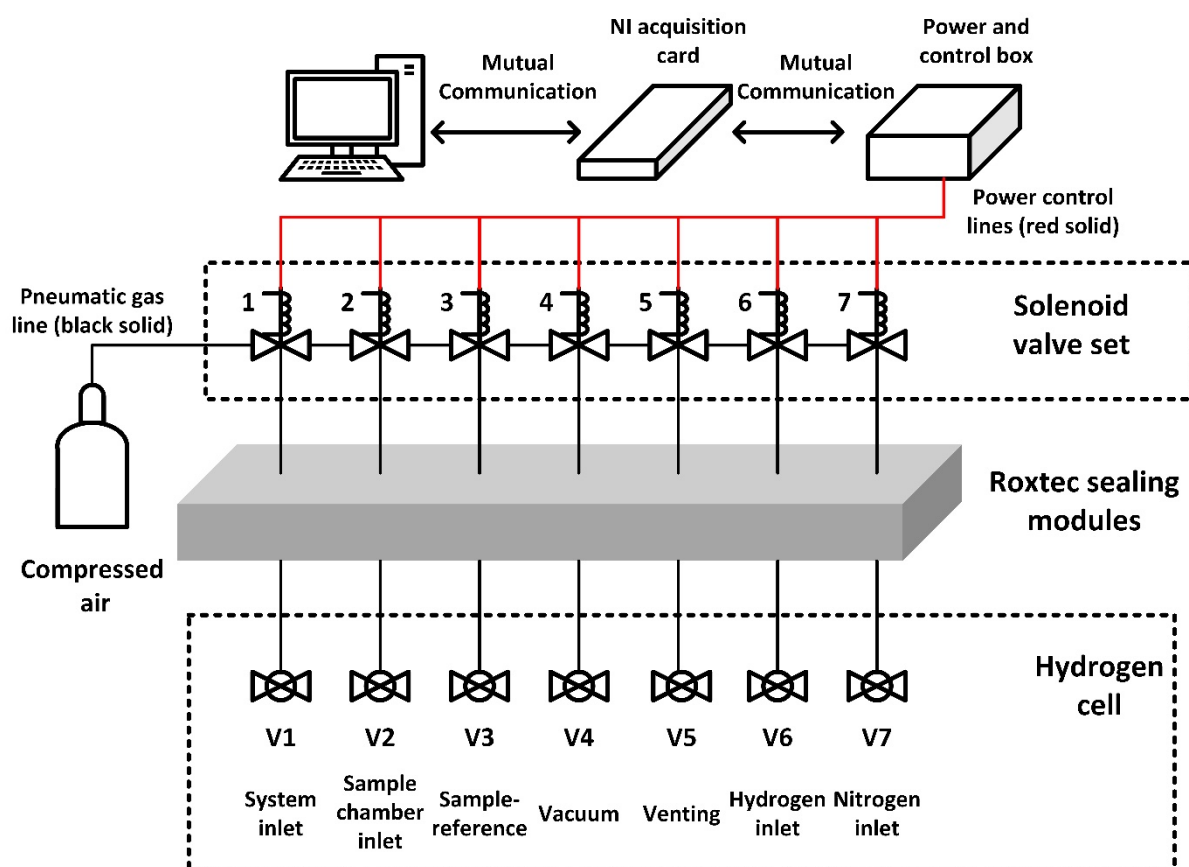 NI acquisition
card
Power and
control box
Mutual
Communication
Mutual
Communication
Power control
lines (red solid)
Pneumatic gas
line (black solid)
1
2
3
4
5
6
7
Solenoid
valve set
Compressed
air
Roxtec sealing
modules
Hydrogen
cell
V1
V2
V3
V4
V5
V6
V7
System
inlet
Sample
chamber
inlet
Sample-
reference
Vacuum
Venting
Hydrogen
inlet
Nitrogen
inlet